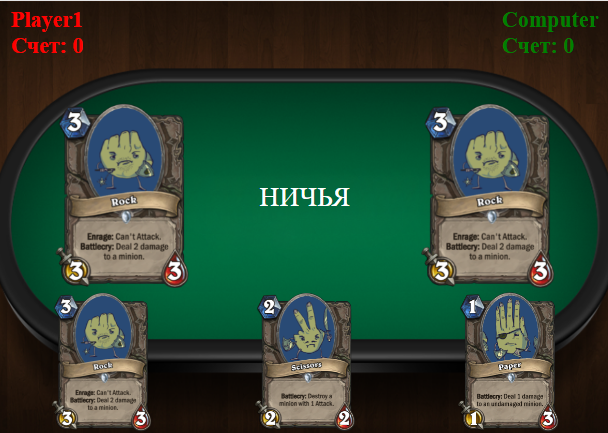 Player1
Счет: 0
Computer
Счет: 0
3
Rock
Enrage: Can't Attack.
Battlecry: Deal 2 damage
to a minion.
3
3
НИЧЬЯ
3
Rock
Enrage: Can't Attack.
Battlecry: Deal 2 damage
to a minion.
3
3
3
Rock
Enrage: Can't Attack.
Battlecry: Deal 2 damage
to a minion.
3
3
2
Scissors
Battlecry: Destroy a
minion with 1 Attack.
2
2
1
Paper
Battlecry: Deal 3 damage
to an undamaged minion.
1
3